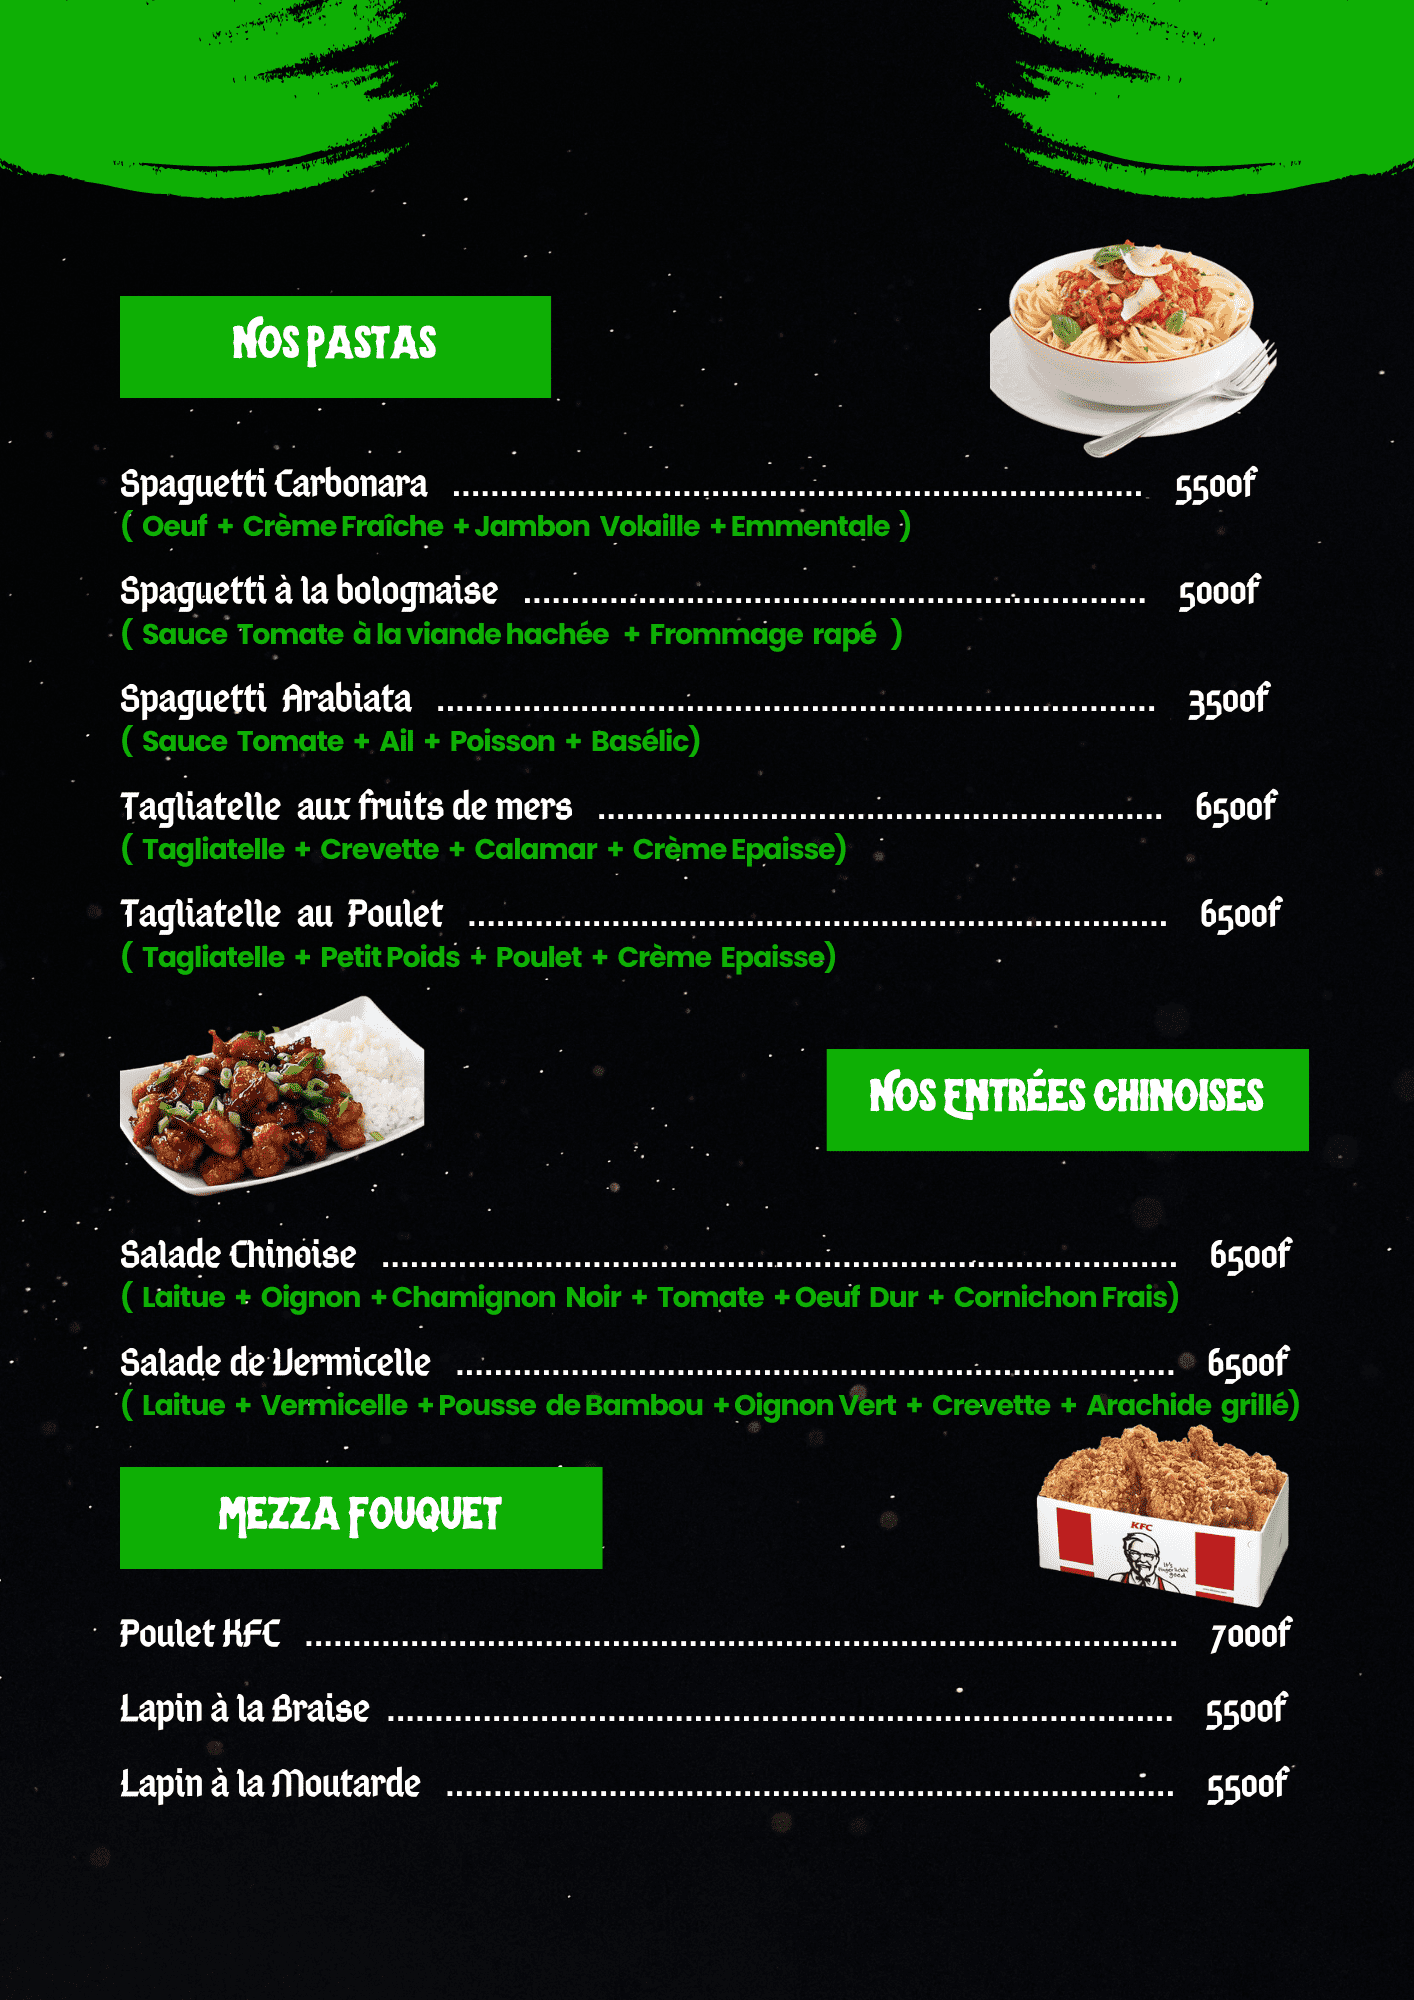 Nos pastas
Spaguetti Carbonara ........................................................................ 5500f
( Oeuf + Crème Fraîche + Jambon Volaille + Emmentale )
Spaguetti à la bolognaise ................................................................. 5000f
( Sauce Tomate à la viande hachée + Frommage rapé )
Spaguetti Arabiata ........................................................................... 3500f
( Sauce Tomate + Ail + Poisson + Basélic)
Tagliatelle aux fruits de mers ........................................................... 6500f
( Tagliatelle + Crevette + Calamar + Crème Epaisse)
Tagliatelle au Poulet ......................................................................... 6500f
( Tagliatelle + Petit Poids + Poulet + Crème Epaisse)
Nos Entrées chinoises
Salade Chinoise ................................................................................... 6500f
( Laitue + Oignon + Chamignon Noir + Tomate + Oeuf Dur + Cornichon Frais)
Salade de Vermicelle ........................................................................... 6500f
( Laitue + Vermicelle + Pousse de Bambou + Oignon Vert + Crevette + Arachide grillé)
Mezza Fouquet
KFC
It's
finger lickin'
good
Poulet KFC ........................................................................................... 7000f
Lapin à la Braise .................................................................................. 5500f
Lapin à la Moutarde ............................................................................ 5500f